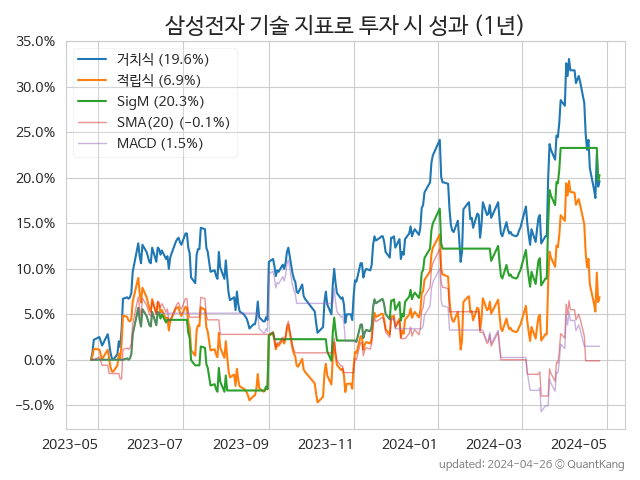 삼성전자 기술 지표로 투자 시 성과 (1년)
35.0%
30.0%
25.0%
20.0%
15.0%
10.0%
5.0%
0.0%
−5.0%
거치식 (19.6%)
적립식 (6.9%)
SigM (20.3%)
SMA(20) (−0.1%)
MACD (1.5%)
2023-05 2023-07 2023-09 2023-11 2024-01 2024-03 2024-05
updated: 2024-04-26 © QuantKang